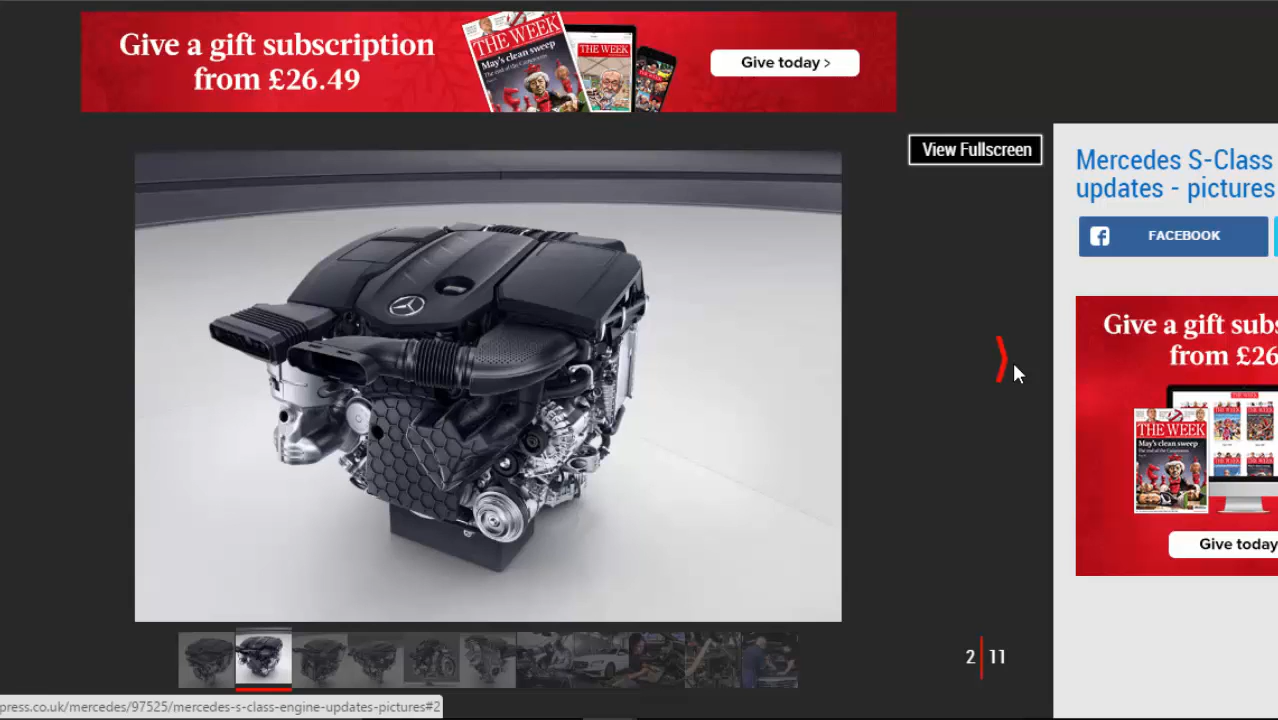 Give a gift subscription
from £26.49
THE WEEK
May's clean sweep
THE WEEK
Give today >
View Fullscreen
Mercedes S-Class
updates - pictures
FACEBOOK
Give a gift subs
from £26
THE WEEK
May's clean sweep
Give today
2 11
press.co.uk/mercedes/97525/mercedes-s-class-engine-updates-pictures#2